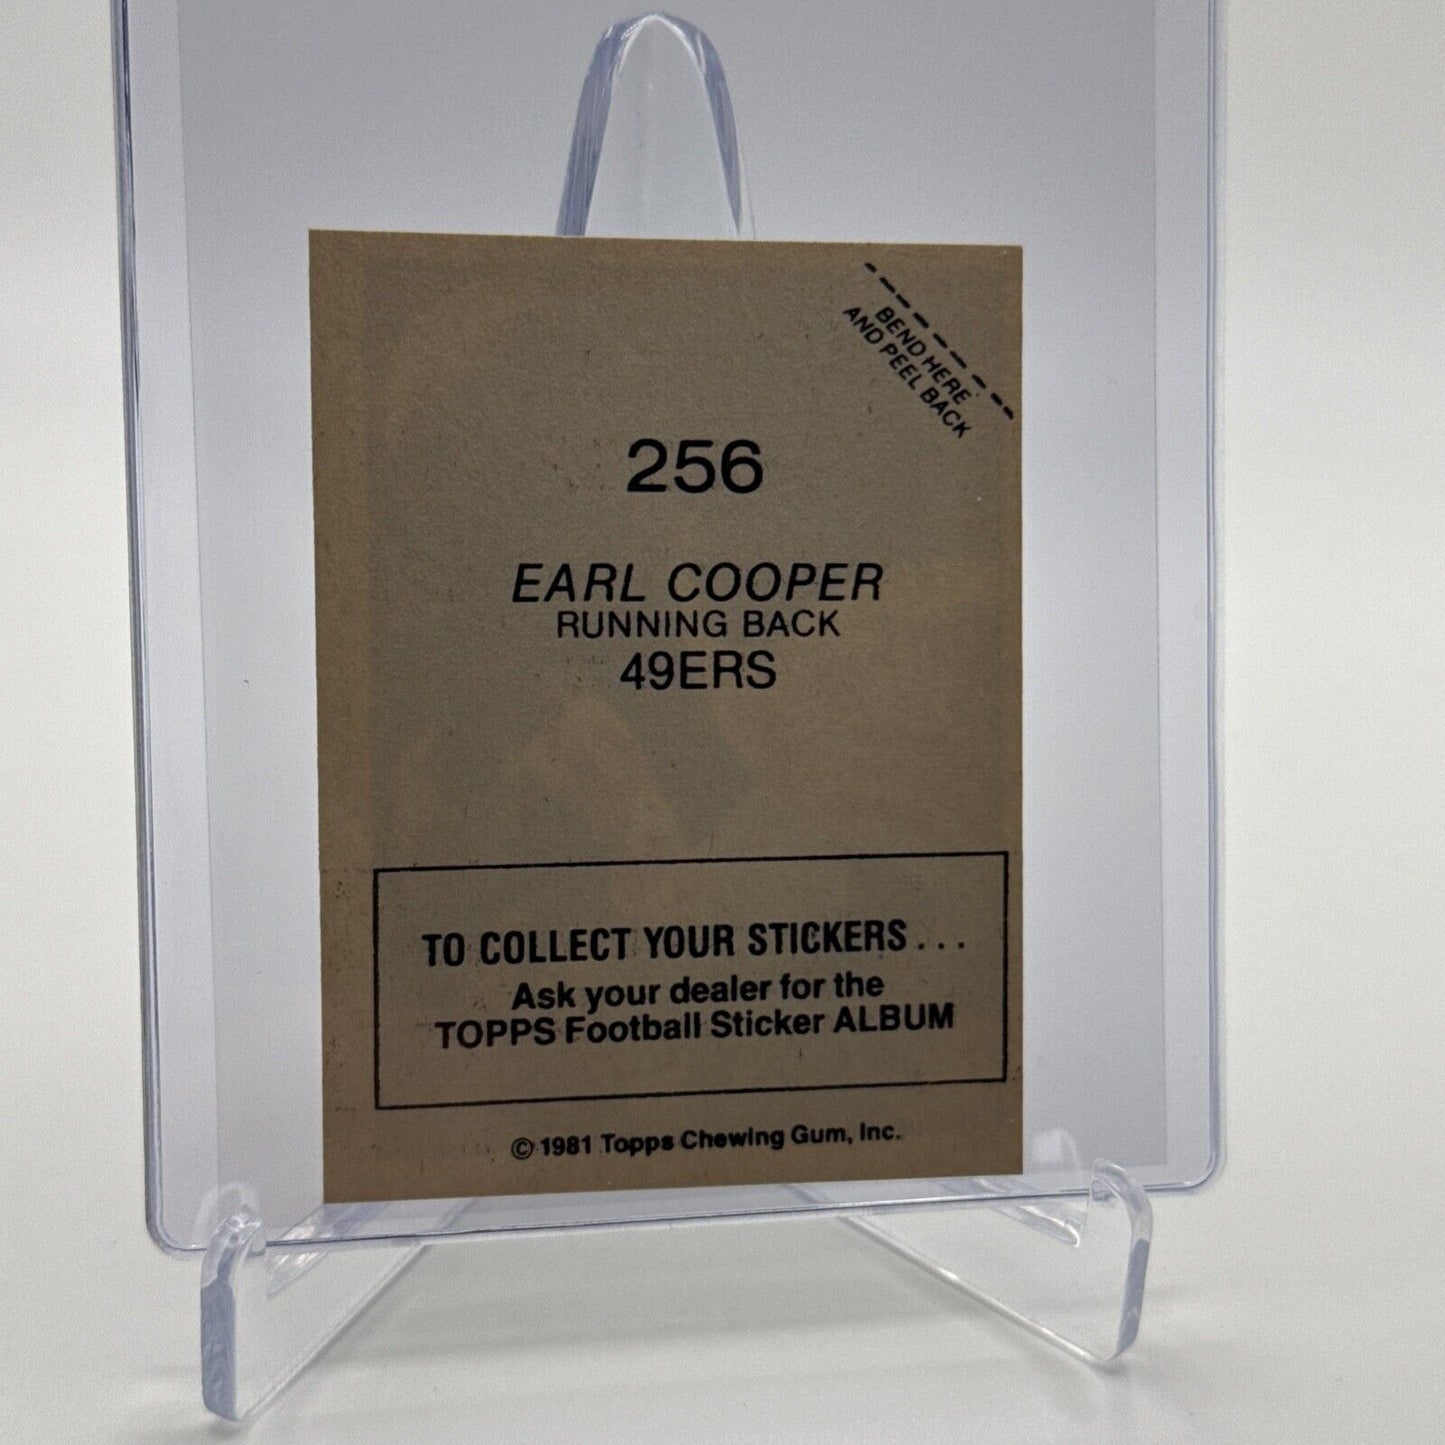 BEND HERE
AND PEEL BACK
256
EARL COOPER
RUNNING BACK
49ERS
TO COLLECT YOUR STICKERS . . .
Ask your dealer for the
TOPPS Football Sticker ALBUM
© 1981 Topps Chewing Gum, Inc.